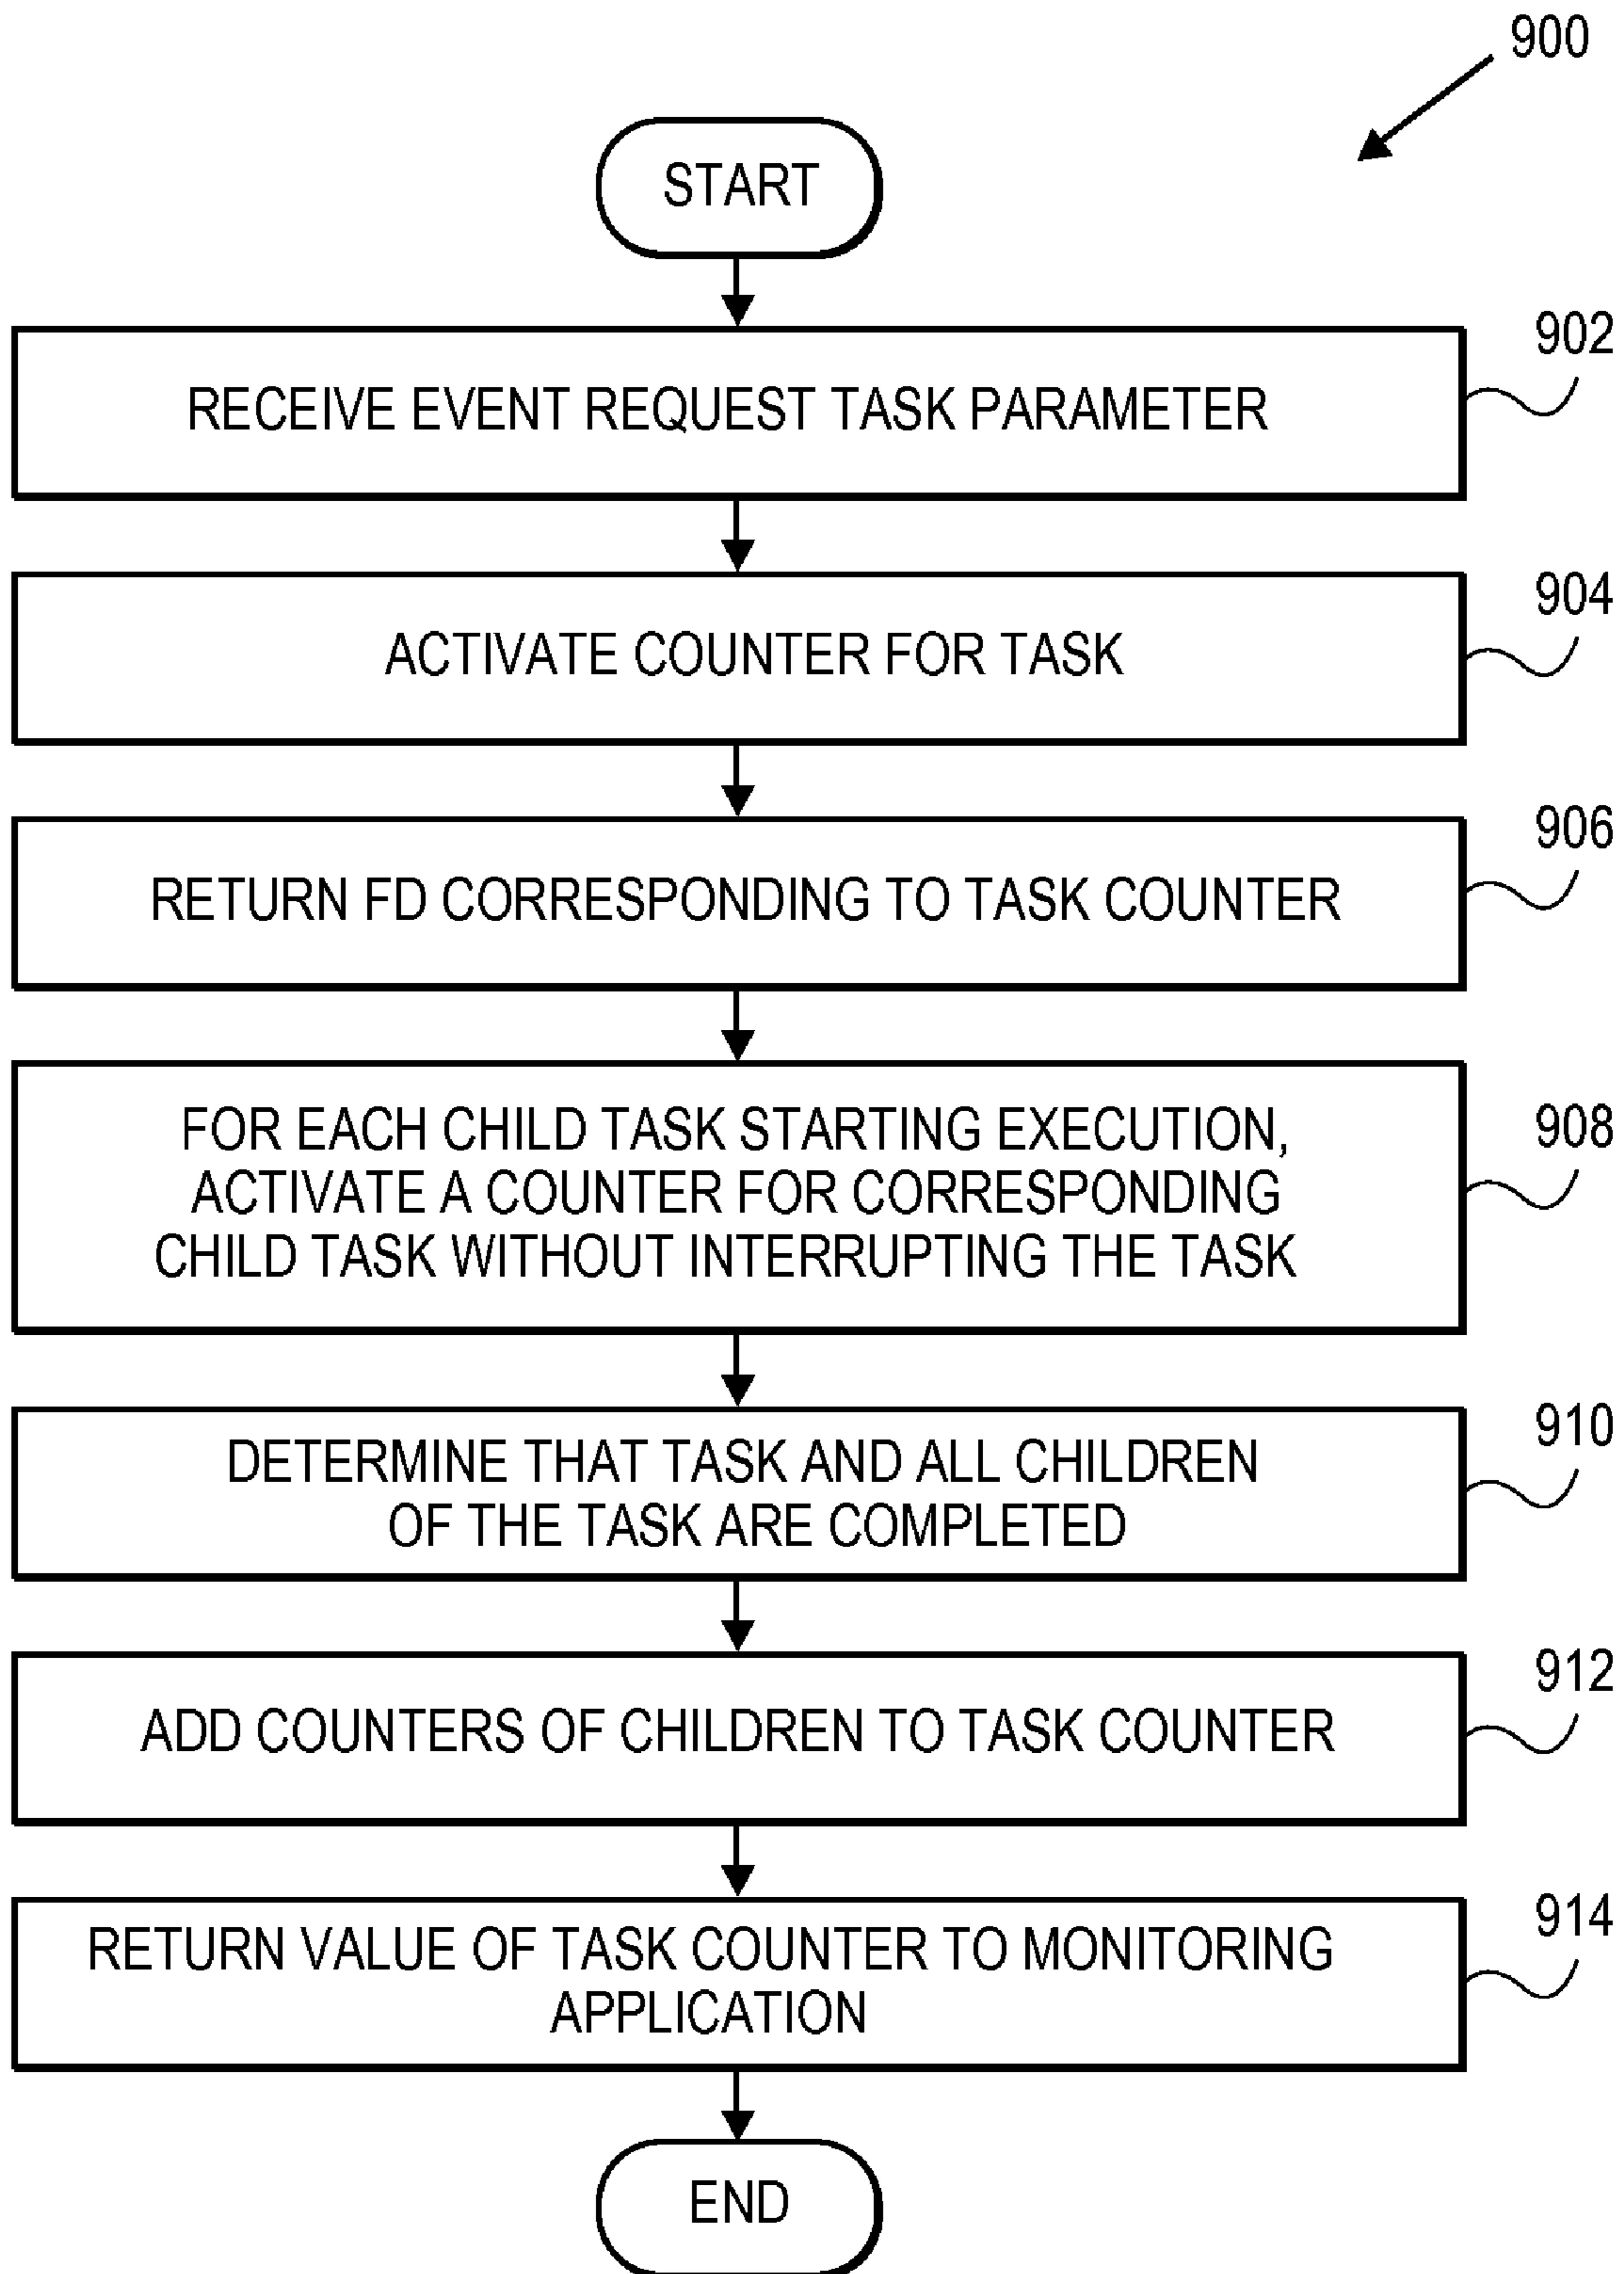 900
START
902
RECEIVE EVENT REQUEST TASK PARAMETER
904
ACTIVATE COUNTER FOR TASK
906
RETURN FD CORRESPONDING TO TASK COUNTER
908
FOR EACH CHILD TASK STARTING EXECUTION,
ACTIVATE A COUNTER FOR CORRESPONDING
CHILD TASK WITHOUT INTERRUPTING THE TASK
910
DETERMINE THAT TASK AND ALL CHILDREN
OF THE TASK ARE COMPLETED
912
ADD COUNTERS OF CHILDREN TO TASK COUNTER
914
RETURN VALUE OF TASK COUNTER TO MONITORING
APPLICATION
END